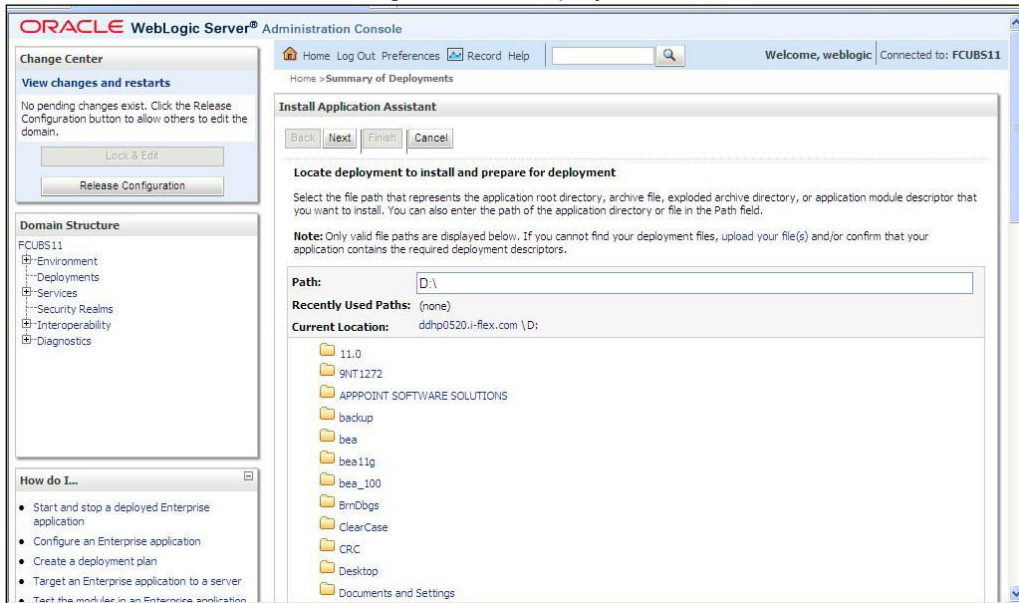 ORACLE WebLogic Server® Administration Console
Change Center
View changes and restarts
No pending changes exist. Click the Release
Configuration button to allow others to edit the
domain.
Lock & Edit
Release Configuration
Domain Structure
FCUBS11
Environment
Deployments
Services
Security Realms
Interoperability
Diagnostics
How do I...
Start and stop a deployed Enterprise
application
Configure an Enterprise application
Create a deployment plan
Target an Enterprise application to a server
Test the modules in an Enterprise application
Home Log Out Preferences Record Help
Welcome, weblogic Connected to: FCUBS11
Home >Summary of Deployments
Install Application Assistant
Back Next Finish Cancel
Locate deployment to install and prepare for deployment
Select the file path that represents the application root directory, archive file, exploded archive directory, or application module descriptor that
you want to install. You can also enter the path of the application directory or file in the Path field.
Note: Only valid file paths are displayed below. If you cannot find your deployment files, upload your file(s) and/or confirm that your
application contains the required deployment descriptors.
Path: D:\
Recently Used Paths: (none)
Current Location: ddhp0520.i-flex.com \D:
11.0
9NT1272
APPPOINT SOFTWARE SOLUTIONS
backup
bea
bea11g
bea_100
BrnDbgs
ClearCase
CRC
Desktop
Documents and Settings